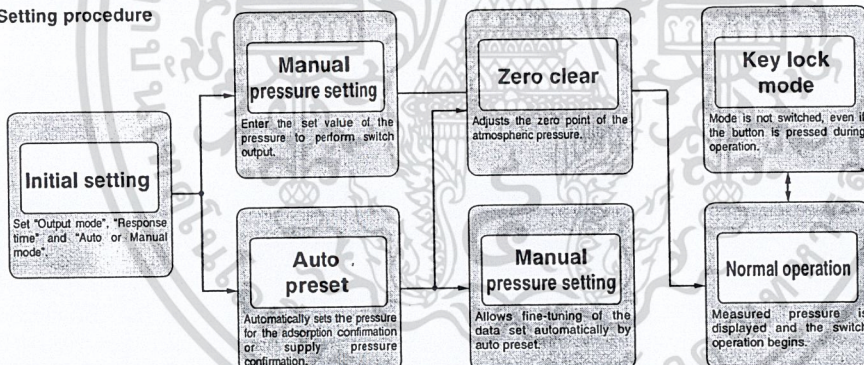 Setting procedure
Initial setting
Set "Output mode", "Response
time" and "Auto or Manual
mode".
Manual
pressure setting
Enter the set value of the
pressure to perform switch
output.
Auto
preset
Automatically sets the pressure
for the adsorption confirmation
or supply pressure
confirmation.
Zero clear
Adjusts the zero point of the
atmospheric pressure.
Manual
pressure setting
Allows fine-tuning of the
data set automatically by
auto preset.
Key lock
mode
Mode is not switched, even if
the button is pressed during
operation.
Normal operation
Measured pressure is
displayed and the switch
operation begins.